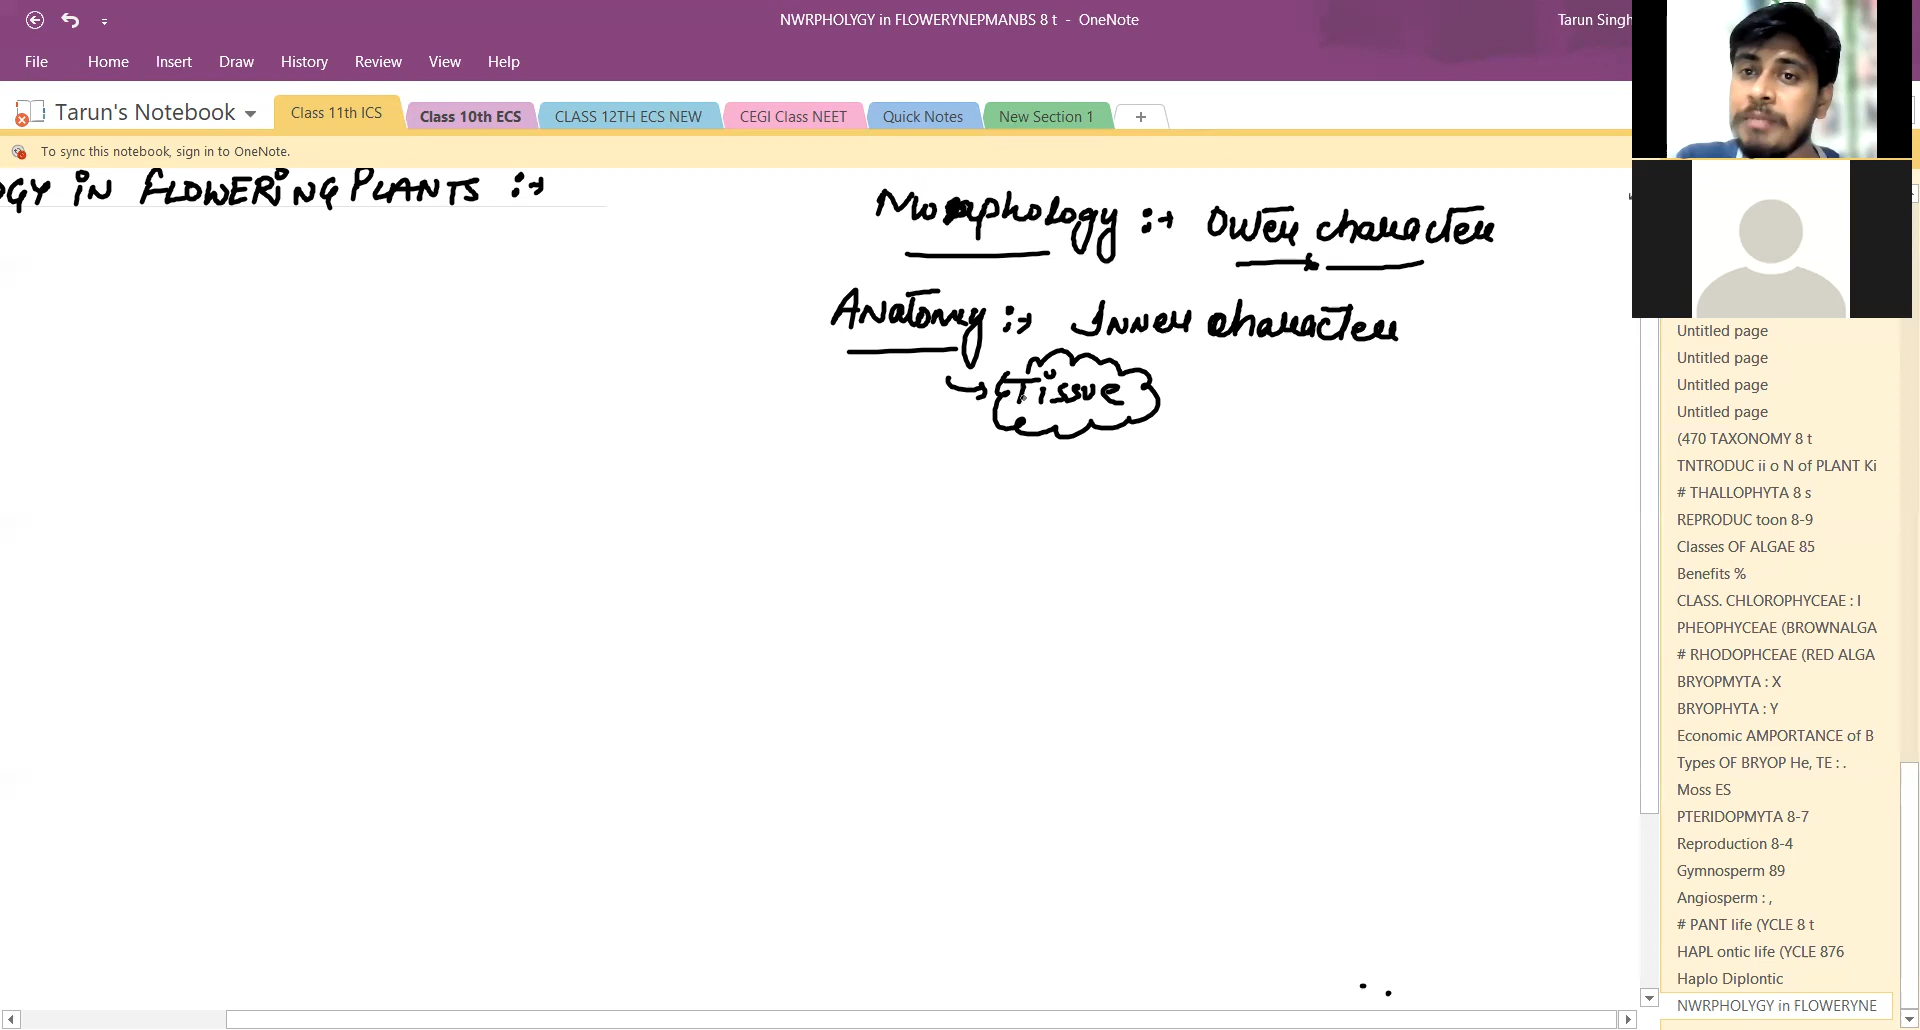 NWRPHOLYGY in FLOWERYNEPMANBS 8 t - OneNote
Tarun Singh
File Home Insert Draw History Review View Help
Tarun's Notebook
Class 11th ICS
Class 10th ECS
CLASS 12TH ECS NEW
CEGI Class NEET
Quick Notes
New Section 1
+
To sync this notebook, sign in to OneNote.
OGY IN FLOWERING PLANTS :→
Morphology :→ Outer character
Anatomy :→ Inner character
Tissue
Untitled page
Untitled page
Untitled page
Untitled page
(470 TAXONOMY 8 t
TNTRODUC ii o N of PLANT Ki
# THALLOPHYTA 8 s
REPRODUC toon 8-9
Classes OF ALGAE 85
Benefits %
CLASS. CHLOROPHYCEAE : I
PHEOPHYCEAE (BROWNALGA
# RHODOPHCEAE (RED ALGA
BRYOPMYTA : X
BRYOPHYTA : Y
Economic AMPORTANCE of B
Types OF BRYOP He, TE : .
Moss ES
PTERIDOPMYTA 8-7
Reproduction 8-4
Gymnosperm 89
Angiosperm : ,
# PANT life (YCLE 8 t
HAPL ontic life (YCLE 876
Haplo Diplontic
NWRPHOLYGY in FLOWERYNE